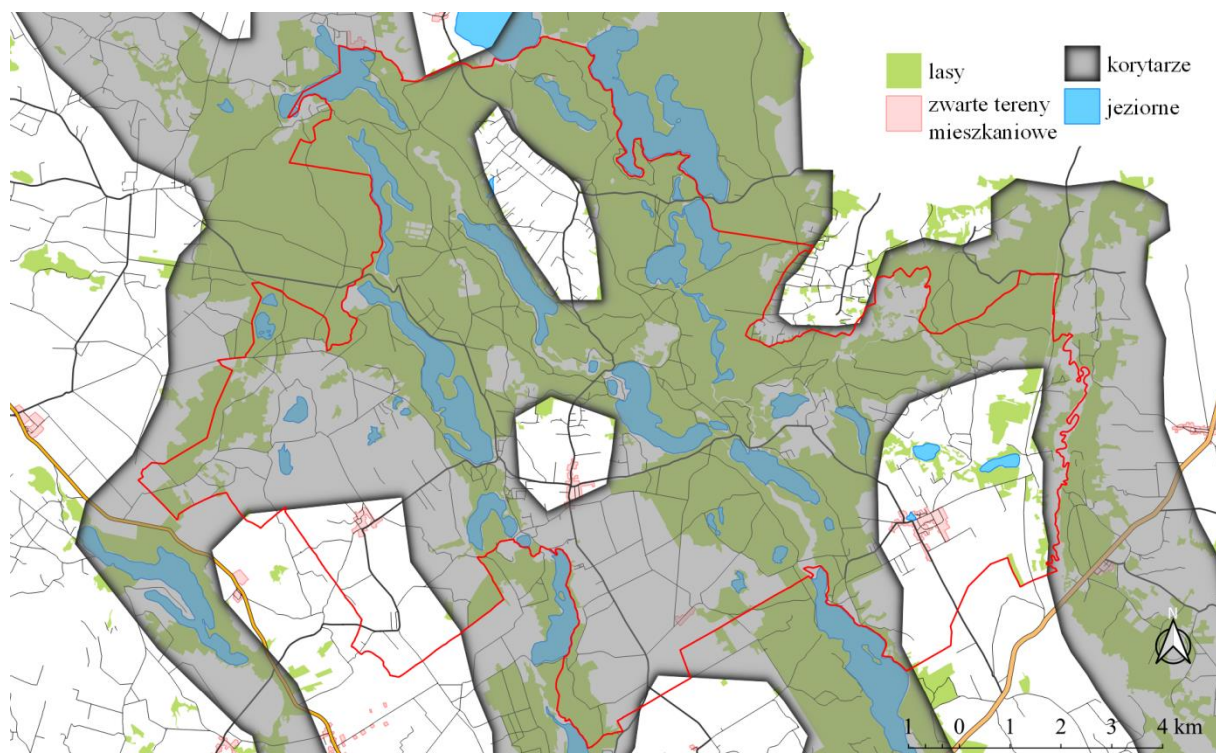 lasy
zwarte tereny
mieszkaniowe
korytarze
jeziorne
N
1 0 1 2 3 4 km